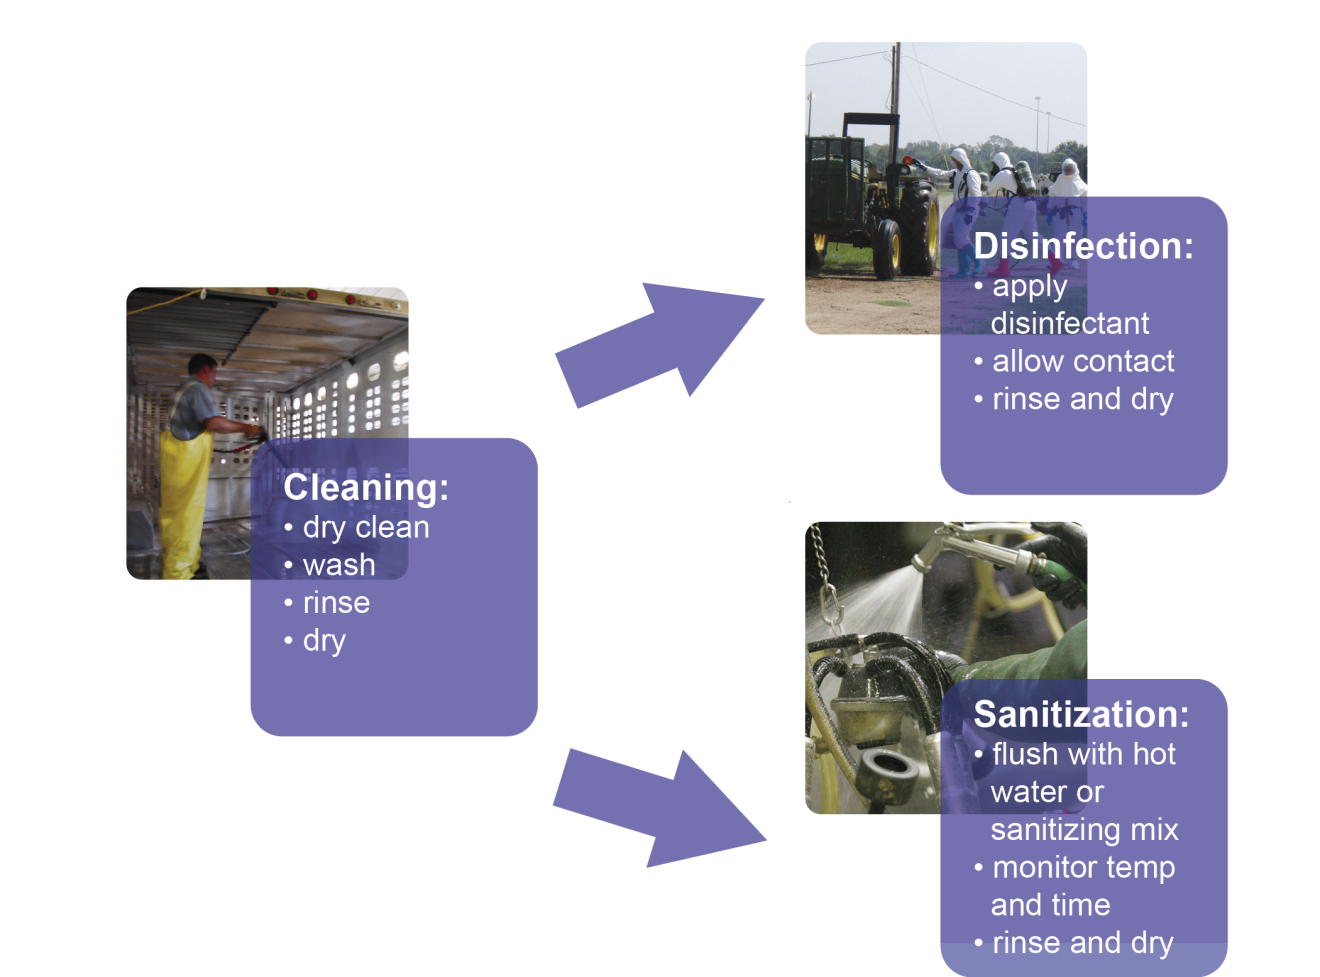 Cleaning:
• dry clean
• wash
• rinse
• dry
Disinfection:
• apply
disinfectant
• allow contact
• rinse and dry
Sanitization:
• flush with hot
water or
sanitizing mix
• monitor temp
and time
• rinse and dry